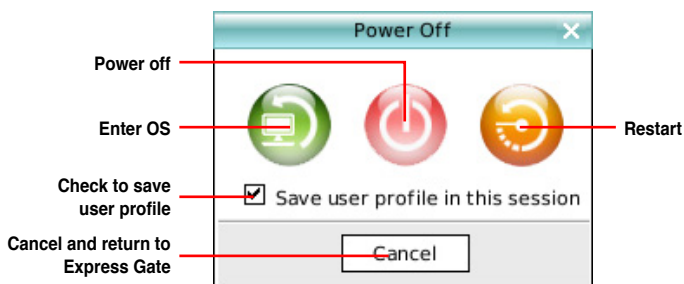 Power Off
Power off
Enter OS
Restart
Check to save
user profile
Save user profile in this session
Cancel and return to
Express Gate
Cancel